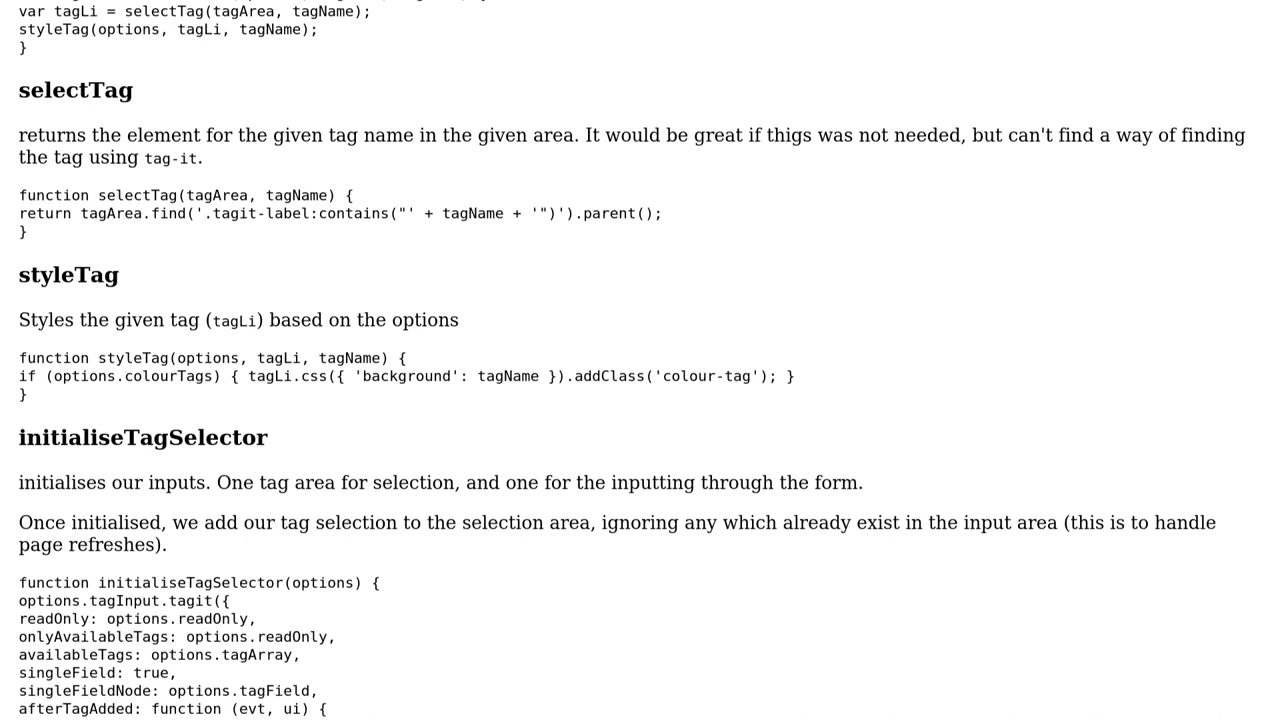 var tagLi = selectTag(tagArea, tagName);
styleTag(options, tagLi, tagName);
}
selectTag
returns the element for the given tag name in the given area. It would be great if thigs was not needed, but can't find a way of finding
the tag using tag-it.
function selectTag(tagArea, tagName) {
return tagArea.find('.tagit-label:contains("' + tagName + '")').parent();
}
styleTag
Styles the given tag (tagLi) based on the options
function styleTag(options, tagLi, tagName) {
if (options.colourTags) { tagLi.css({ 'background': tagName }).addClass('colour-tag'); }
}
initialiseTagSelector
initialises our inputs. One tag area for selection, and one for the inputting through the form.
Once initialised, we add our tag selection to the selection area, ignoring any which already exist in the input area (this is to handle
page refreshes).
function initialiseTagSelector(options) {
options.tagInput.tagit({
readOnly: options.readOnly,
onlyAvailableTags: options.readOnly,
availableTags: options.tagArray,
singleField: true,
singleFieldNode: options.tagField,
afterTagAdded: function (evt, ui) {